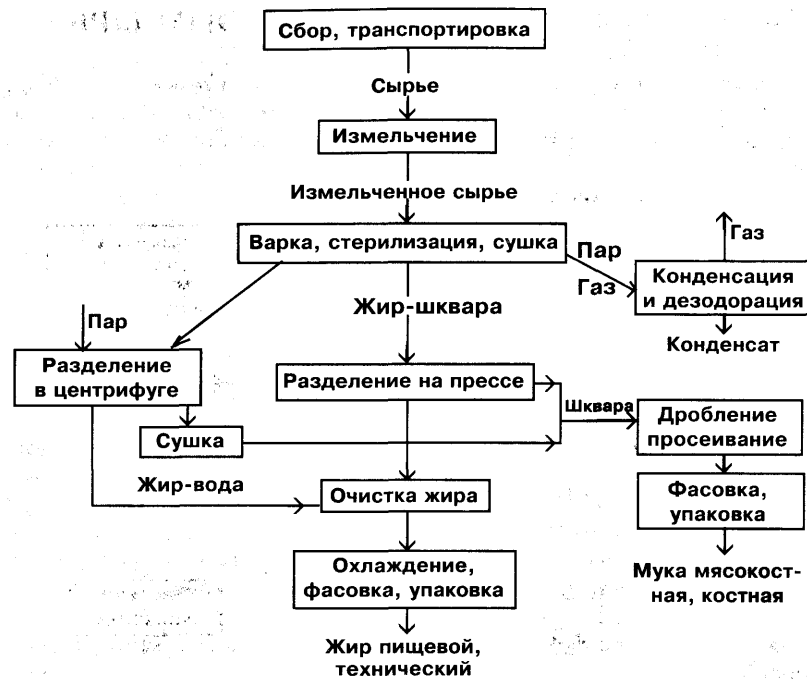 Сбор, транспортировка
Сырье
Измельчение
Измельченное сырье
Варка, стерилизация, сушка
Пар
Газ
Газ
Конденсация
и дезодорация
Конденсат
Жир-шквара
Пар
Разделение
в центрифуге
Разделение на прессе
Шквара
Дробление
просеивание
Сушка
Жир-вода
Очистка жира
Фасовка,
упаковка
Охлаждение,
фасовка, упаковка
Мука мясокост-
ная, костная
Жир пищевой,
технический